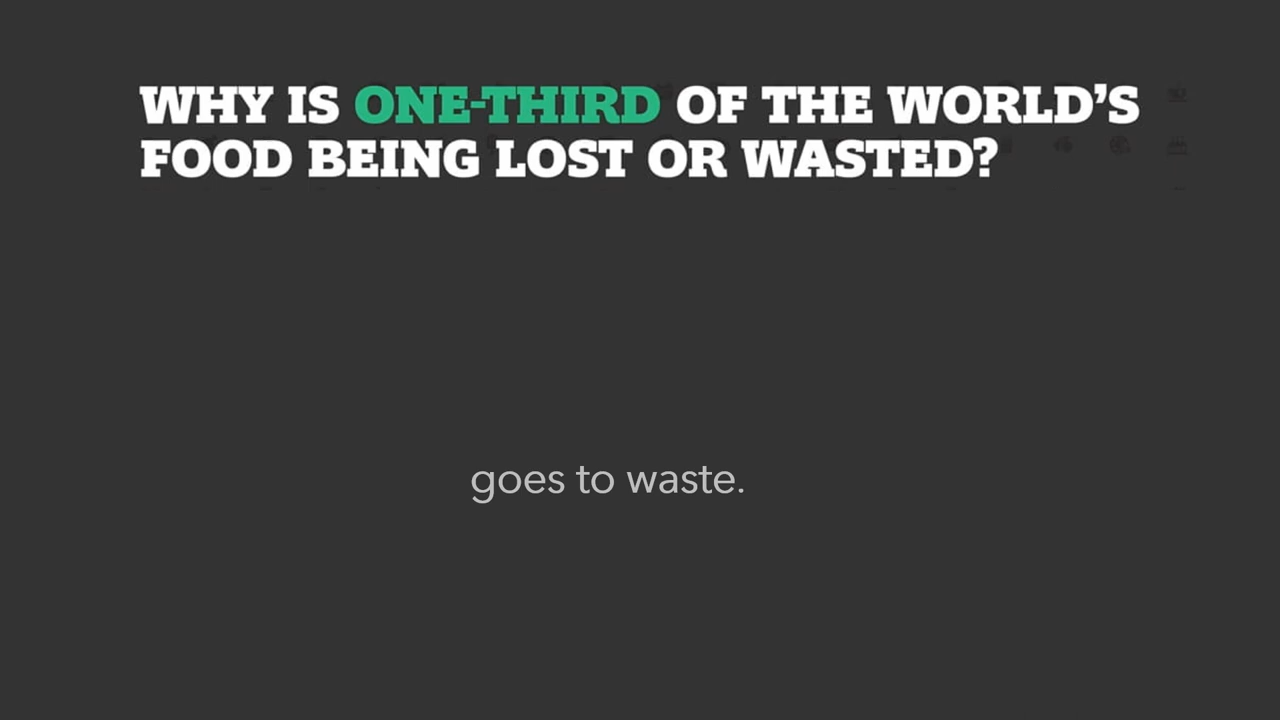 WHY IS ONE-THIRD OF THE WORLD’S
FOOD BEING LOST OR WASTED?
goes to waste.